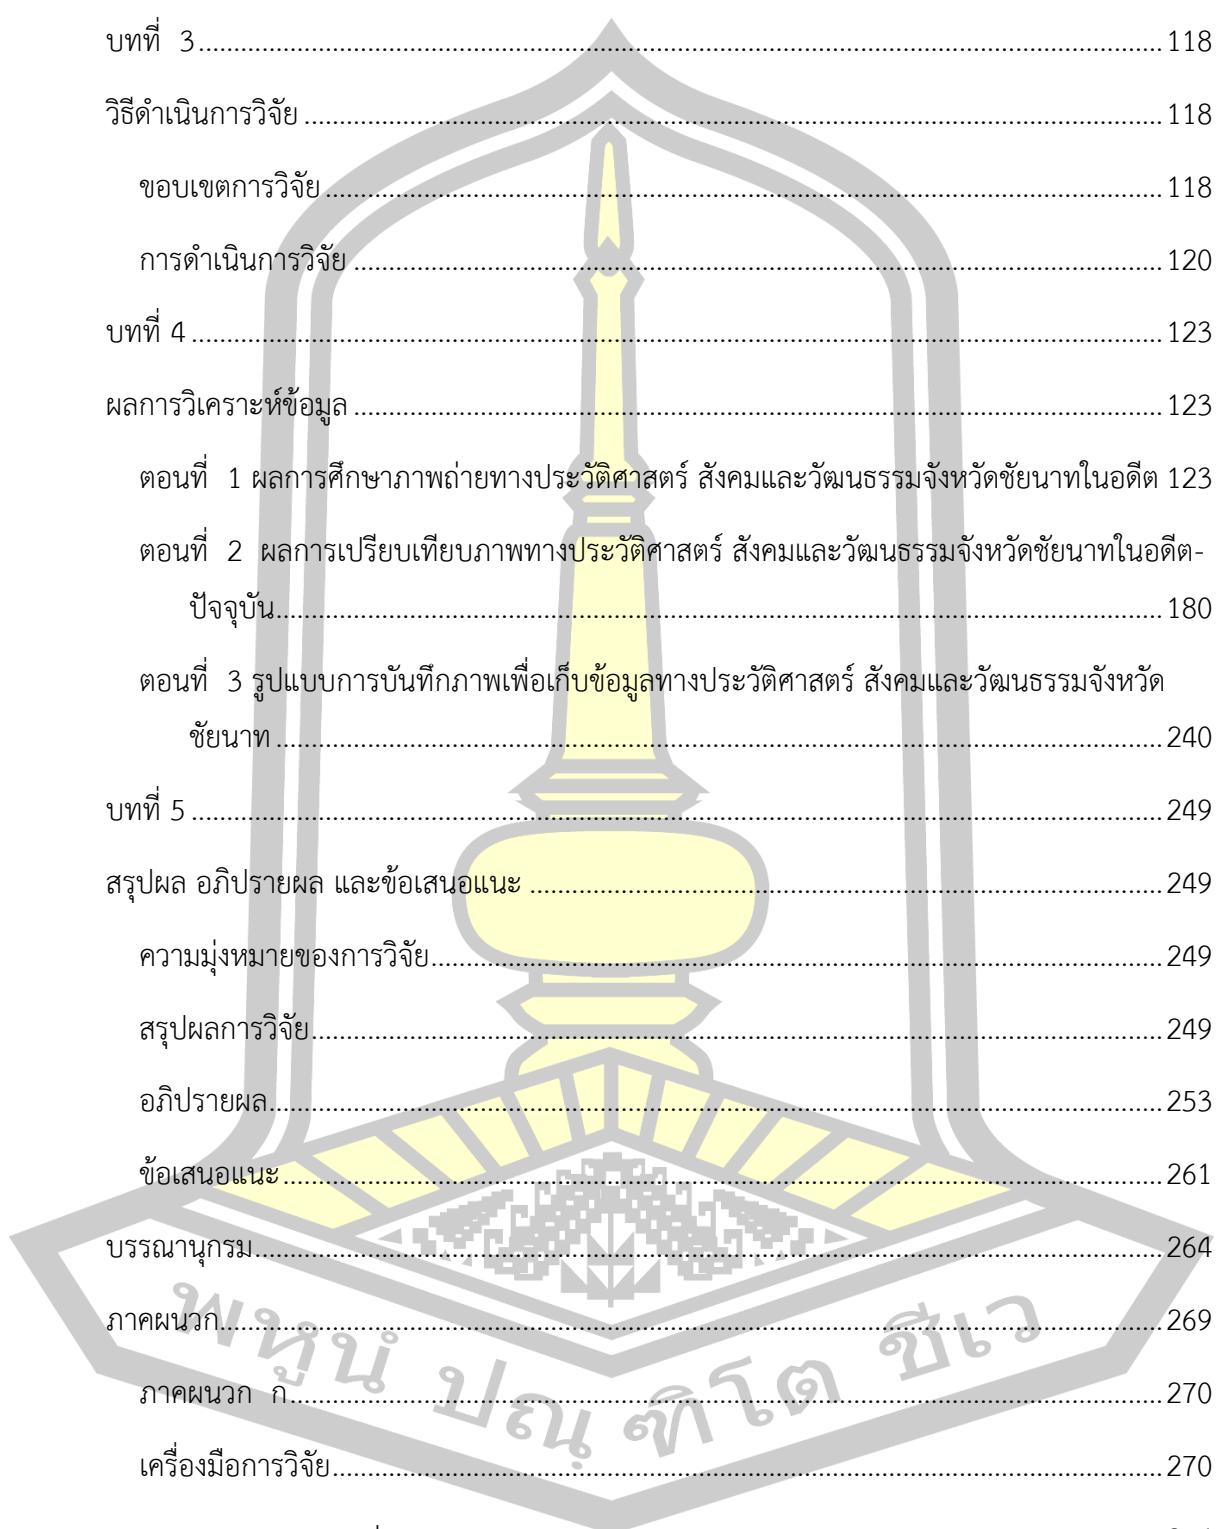 บทที่  3 ........ 118
วิธีดำเนินการวิจัย ........ 118
ขอบเขตการวิจัย ........ 118
การดำเนินการวิจัย ........ 120
บทที่ 4 ........ 123
ผลการวิเคราะห์ข้อมูล ........ 123
ตอนที่  1 ผลการศึกษาภาพถ่ายทางประวัติศาสตร์ สังคมและวัฒนธรรมจังหวัดชัยนาทในอดีต 123
ตอนที่  2  ผลการเปรียบเทียบภาพทางประวัติศาสตร์ สังคมและวัฒนธรรมจังหวัดชัยนาทในอดีต-
ปัจจุบัน ........ 180
ตอนที่  3 รูปแบบการบันทึกภาพเพื่อเก็บข้อมูลทางประวัติศาสตร์ สังคมและวัฒนธรรมจังหวัด
ชัยนาท ........ 240
บทที่ 5 ........ 249
สรุปผล อภิปรายผล และข้อเสนอแนะ ........ 249
ความมุ่งหมายของการวิจัย ........ 249
สรุปผลการวิจัย ........ 249
อภิปรายผล ........ 253
ข้อเสนอแนะ ........ 261
บรรณานุกรม ........ 264
ภาคผนวก ........ 269
ภาคผนวก  ก ........ 270
เครื่องมือการวิจัย ........ 270
พหูนํ ปณฺฑิโต ชีเว